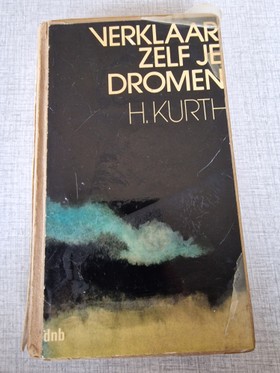 VERKLAAR
ZELF JE
DROMEN
H. KURTH
dnb